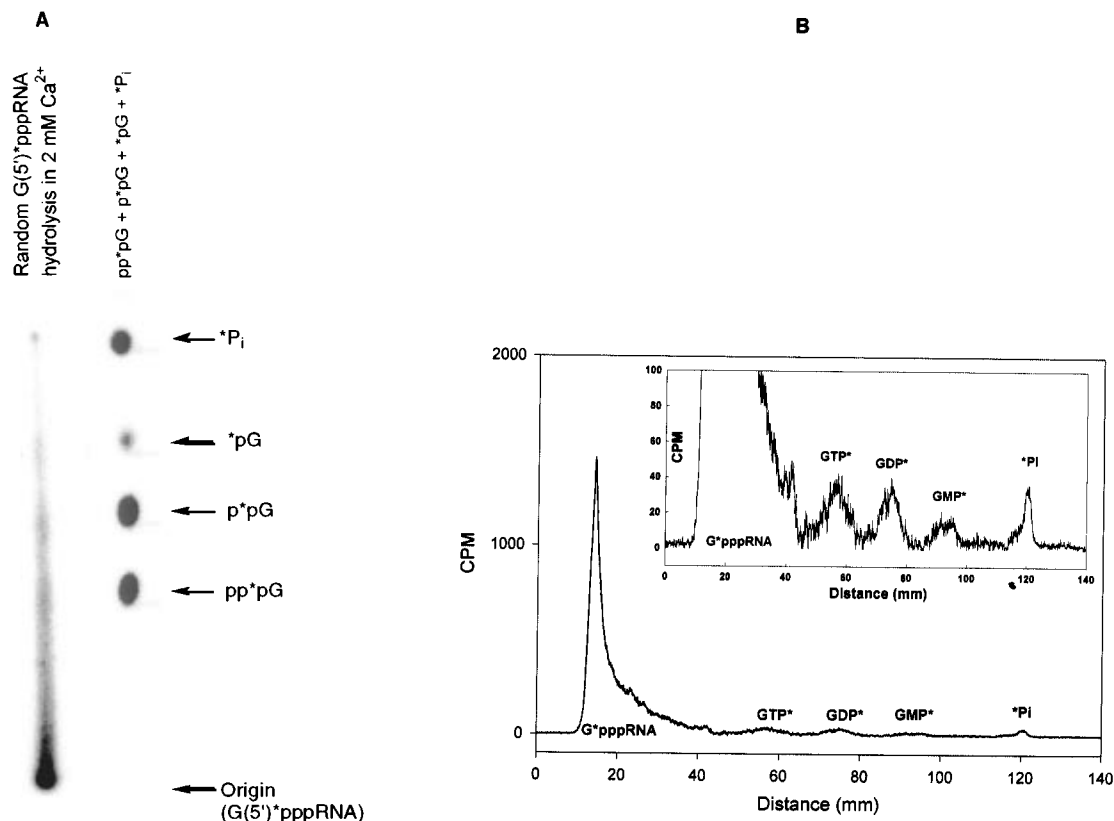 A
B
Random G(5')*pppRNA
hydrolysis in 2 mM Ca2+
pp*pG + p*pG + *pG + *Pi
*Pi
*pG
p*pG
pp*pG
Origin
(G(5')*pppRNA)
2000
1000
0
CPM
G*pppRNA
GTP*
GDP*
GMP*
*Pi
0
20
40
60
80
100
120
140
Distance (mm)
100
80
60
40
20
0
CPM
G*pppRNA
GTP*
GDP*
GMP*
*Pl
0
20
40
60
80
100
120
140
Distance (mm)